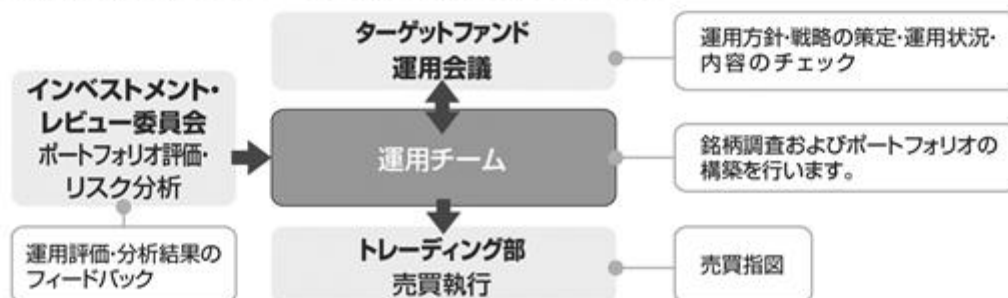 ターゲットファンド
運用会議
運用方針・戦略の策定・運用状況・
内容のチェック
インベストメント・
レビュー委員会
ポートフォリオ評価・
リスク分析
運用チーム
銘柄調査およびポートフォリオの
構築を行います。
運用評価・分析結果の
フィードバック
トレーディング部
売買執行
売買指図